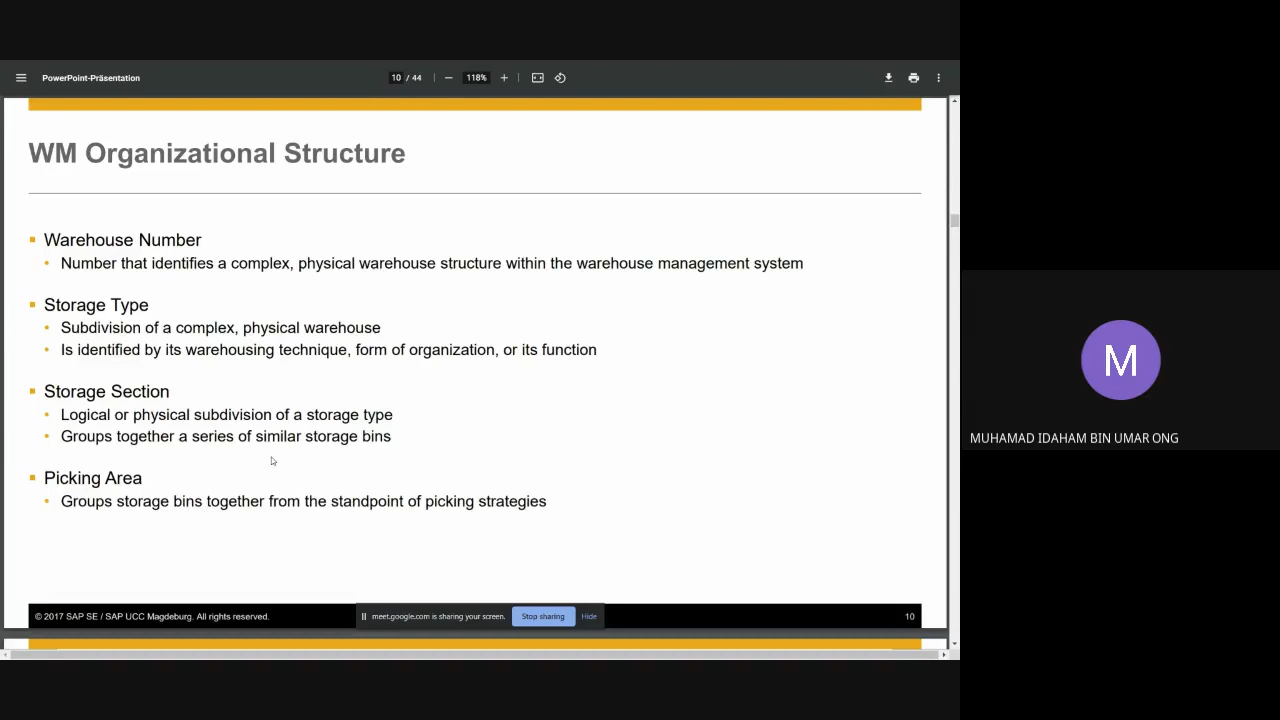 PowerPoint-Präsentation
10 / 44
118%
WM Organizational Structure
Warehouse Number
Number that identifies a complex, physical warehouse structure within the warehouse management system
Storage Type
Subdivision of a complex, physical warehouse
Is identified by its warehousing technique, form of organization, or its function
Storage Section
Logical or physical subdivision of a storage type
Groups together a series of similar storage bins
Picking Area
Groups storage bins together from the standpoint of picking strategies
© 2017 SAP SE / SAP UCC Magdeburg. All rights reserved.
meet.google.com is sharing your screen.
Stop sharing
Hide
10
M
MUHAMAD IDAHAM BIN UMAR ONG